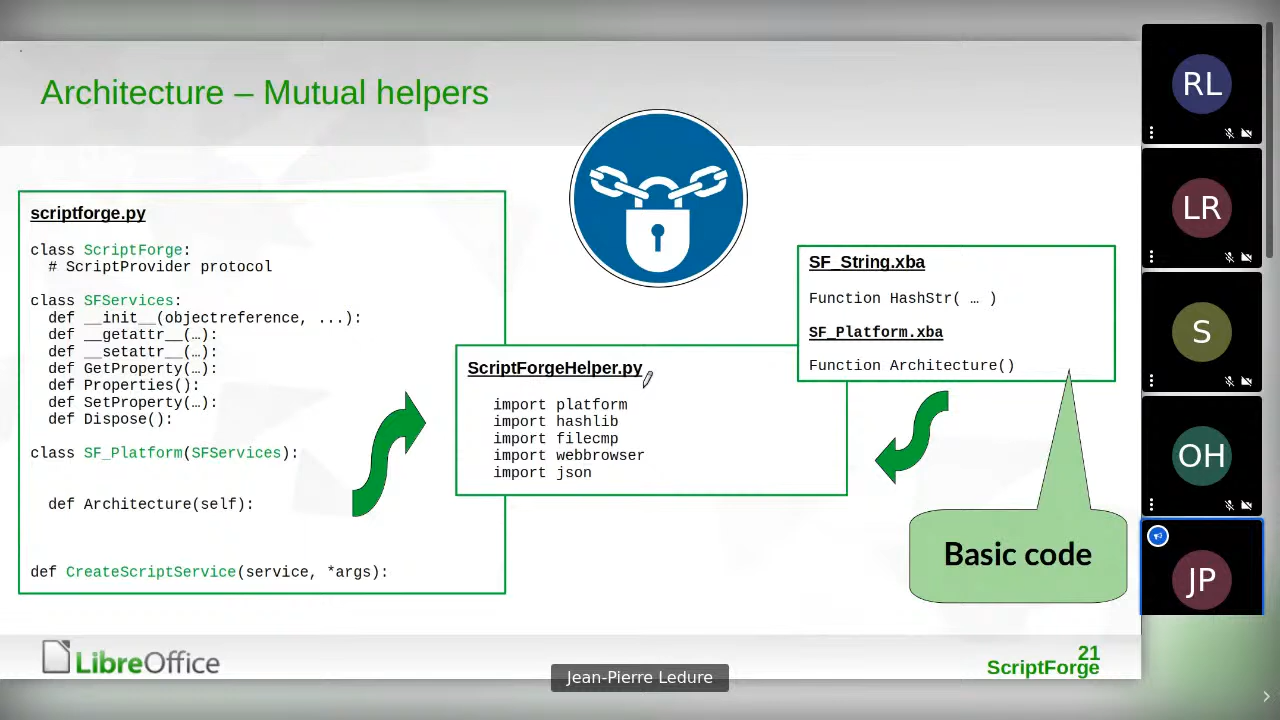 Architecture – Mutual helpers
scriptforge.py
class ScriptForge:
# ScriptProvider protocol
class SFServices:
def __init__(objectreference, ...):
def __getattr__(…):
def __setattr__(…):
def GetProperty(…):
def Properties():
def SetProperty(…):
def Dispose():
class SF_Platform(SFServices):
def Architecture(self):
def CreateScriptService(service, *args):
ScriptForgeHelper.py
import platform
import hashlib
import filecmp
import webbrowser
import json
SF_String.xba
Function HashStr( … )
SF_Platform.xba
Function Architecture()
Basic code
LibreOffice
21
ScriptForge
Jean-Pierre Ledure
RL
LR
S
OH
JP